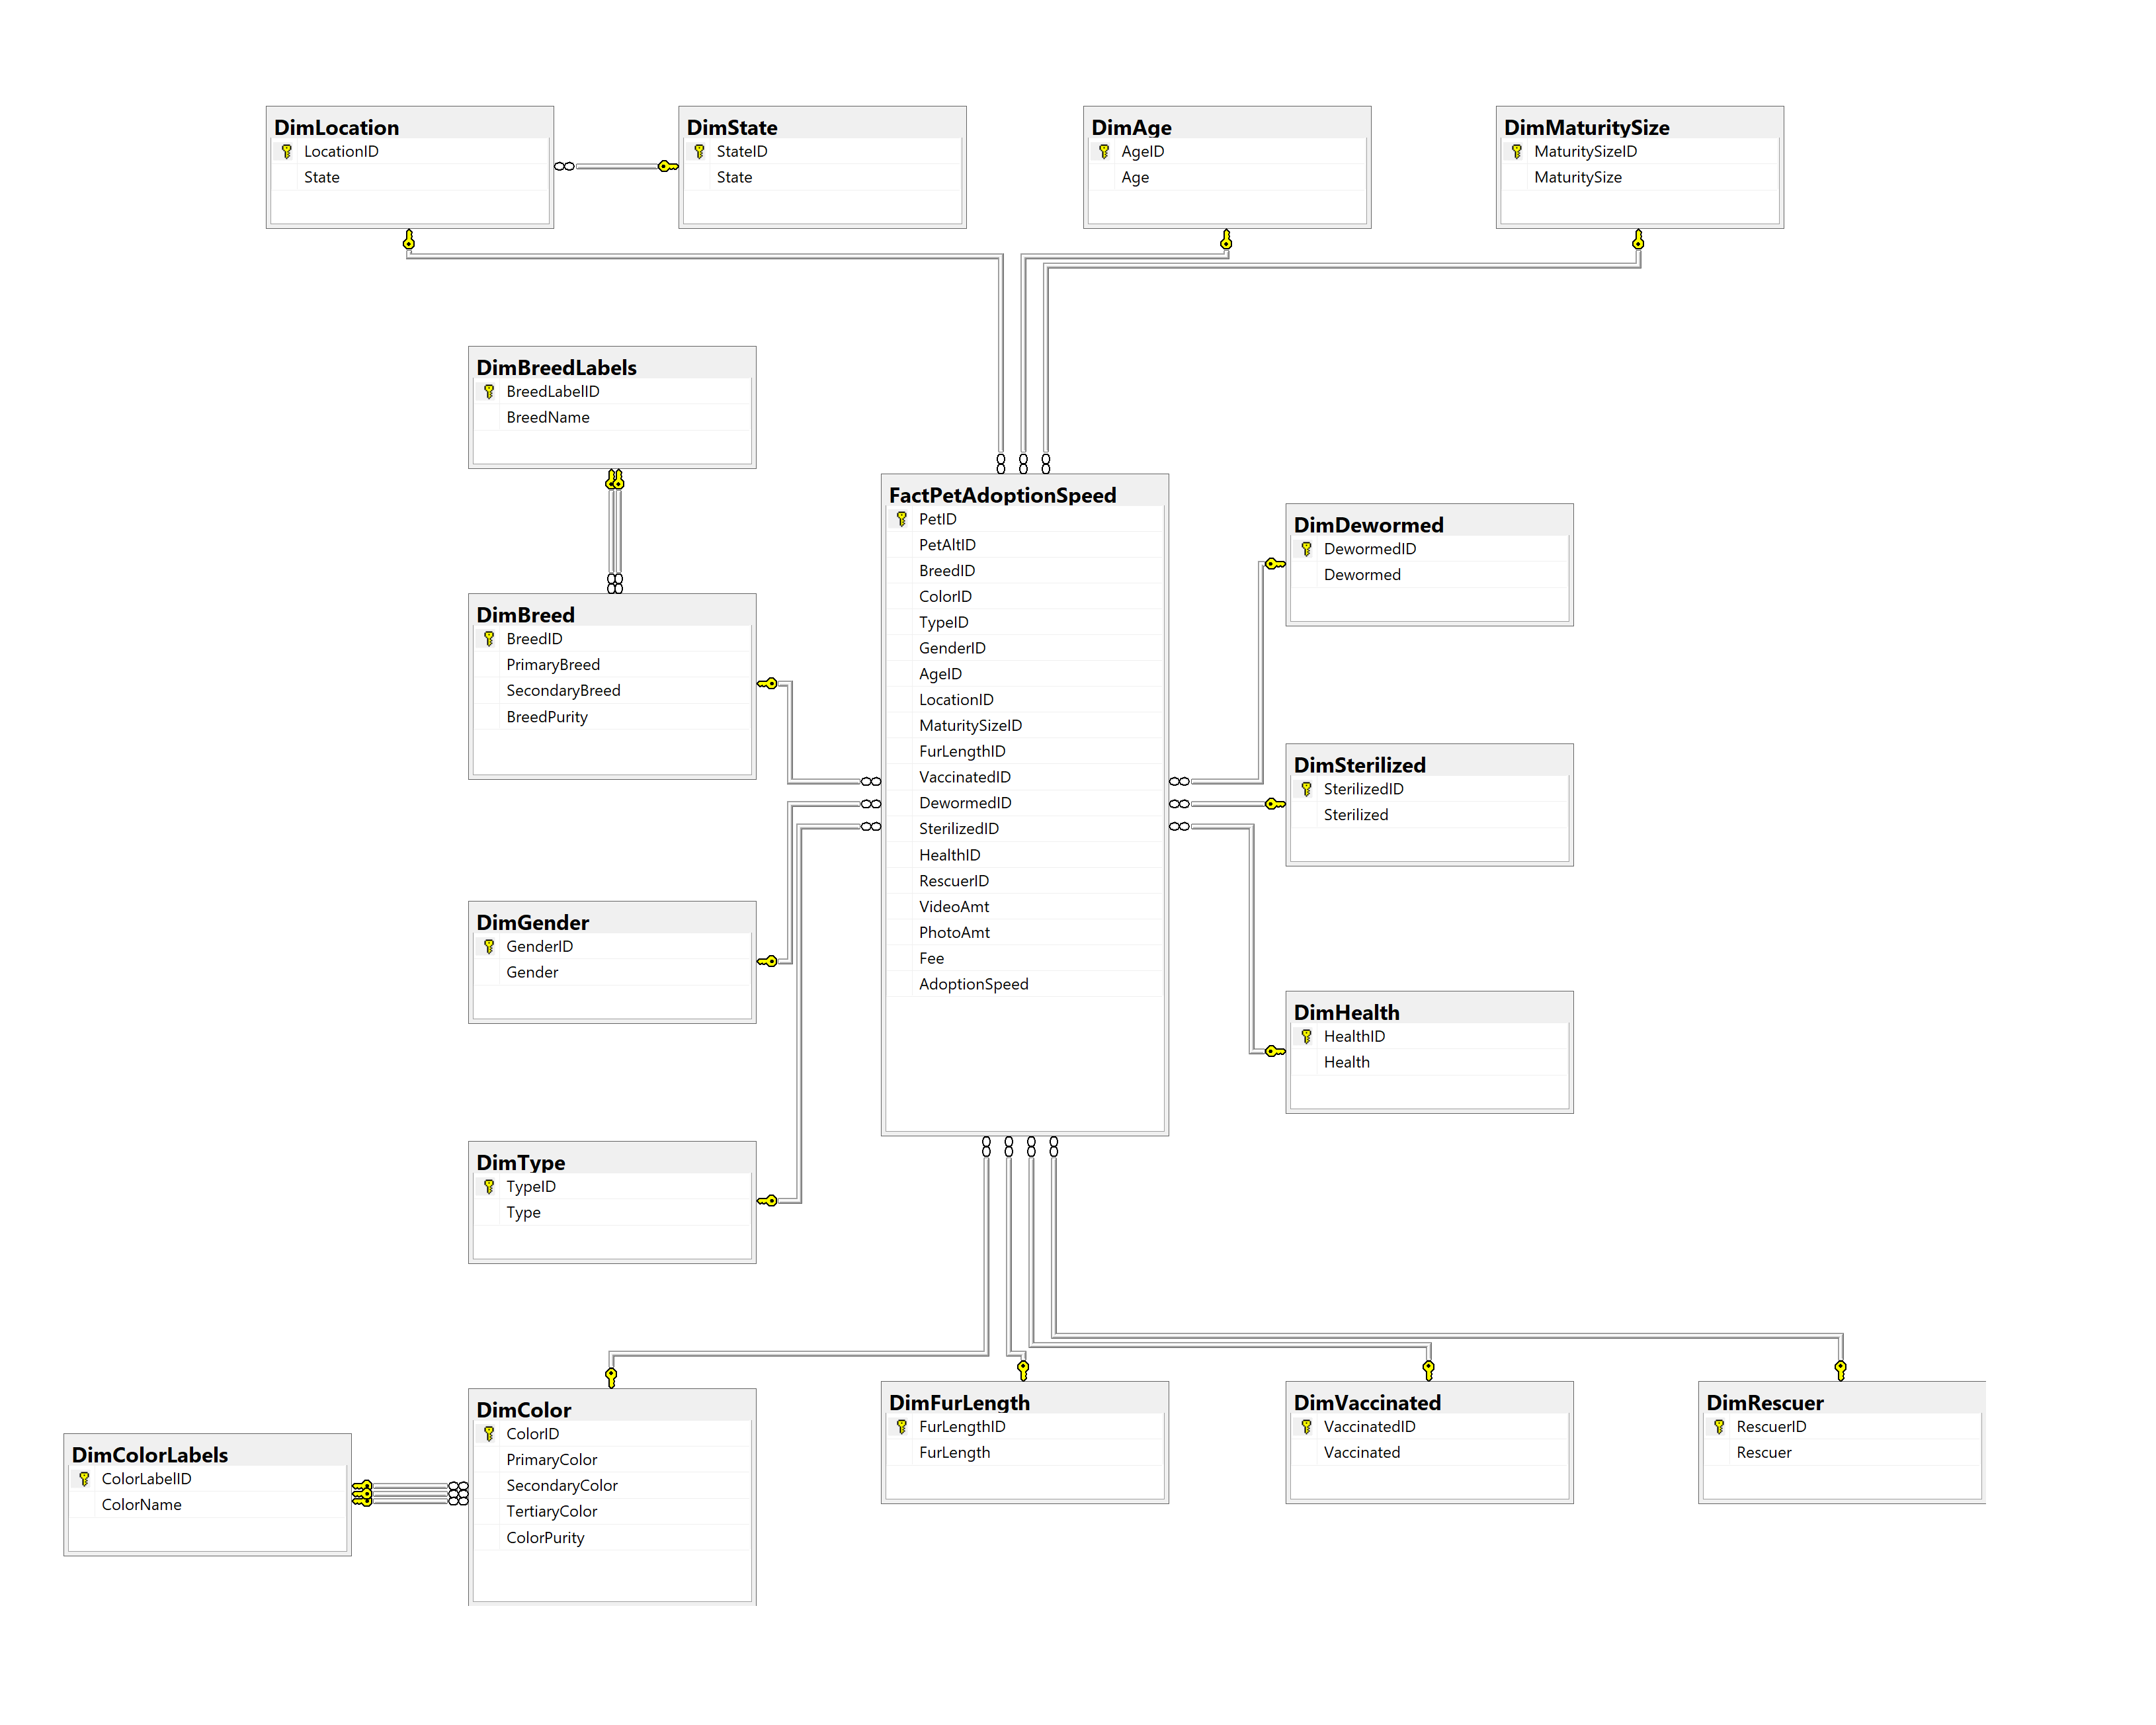 DimLocation
LocationID
State
DimState
StateID
State
DimAge
AgeID
Age
DimMaturitySize
MaturitySizeID
MaturitySize
DimBreedLabels
BreedLabelID
BreedName
DimBreed
BreedID
PrimaryBreed
SecondaryBreed
BreedPurity
DimGender
GenderID
Gender
DimType
TypeID
Type
FactPetAdoptionSpeed
PetID
PetAltID
BreedID
ColorID
TypeID
GenderID
AgeID
LocationID
MaturitySizeID
FurLengthID
VaccinatedID
DewormedID
SterilizedID
HealthID
RescuerID
VideoAmt
PhotoAmt
Fee
AdoptionSpeed
DimDewormed
DewormedID
Dewormed
DimSterilized
SterilizedID
Sterilized
DimHealth
HealthID
Health
DimColorLabels
ColorLabelID
ColorName
DimColor
ColorID
PrimaryColor
SecondaryColor
TertiaryColor
ColorPurity
DimFurLength
FurLengthID
FurLength
DimVaccinated
VaccinatedID
Vaccinated
DimRescuer
RescuerID
Rescuer